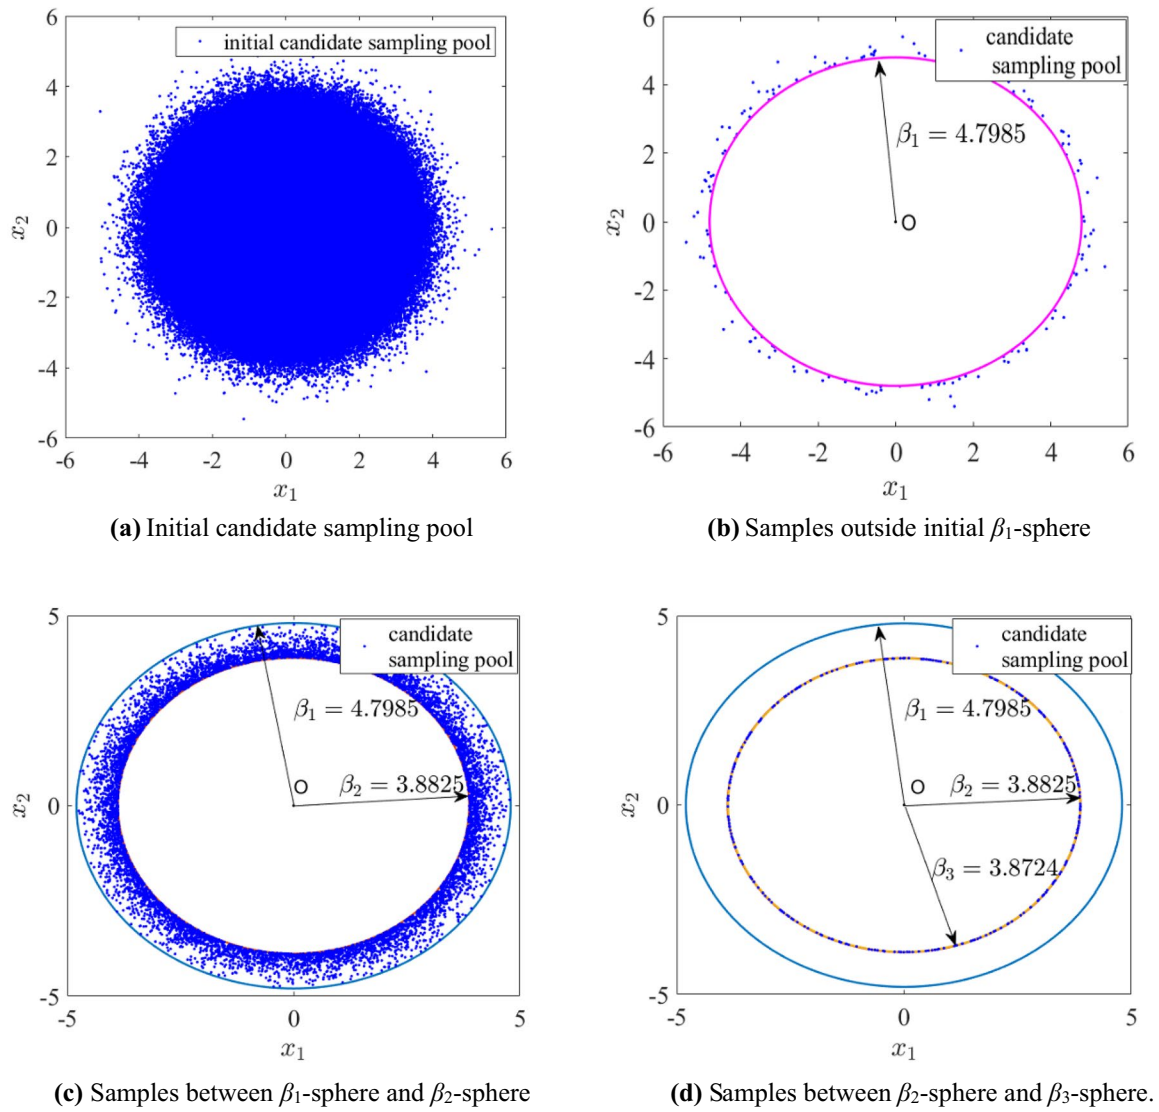 6
4
2
0
-2
-4
-6
-6 -4 -2 0 2 4 6
x₂
x₁
initial candidate sampling pool
(a) Initial candidate sampling pool
6
4
2
0
-2
-4
-6
-6 -4 -2 0 2 4 6
x₂
x₁
candidate
sampling pool
β₁ = 4.7985
O
(b) Samples outside initial β₁-sphere
5
0
-5
-5 0 5
x₂
x₁
candidate
sampling pool
β₁ = 4.7985
O
β₂ = 3.8825
(c) Samples between β₁-sphere and β₂-sphere
5
0
-5
-5 0 5
x₂
x₁
candidate
sampling pool
β₁ = 4.7985
O
β₂ = 3.8825
β₃ = 3.8724
(d) Samples between β₂-sphere and β₃-sphere.